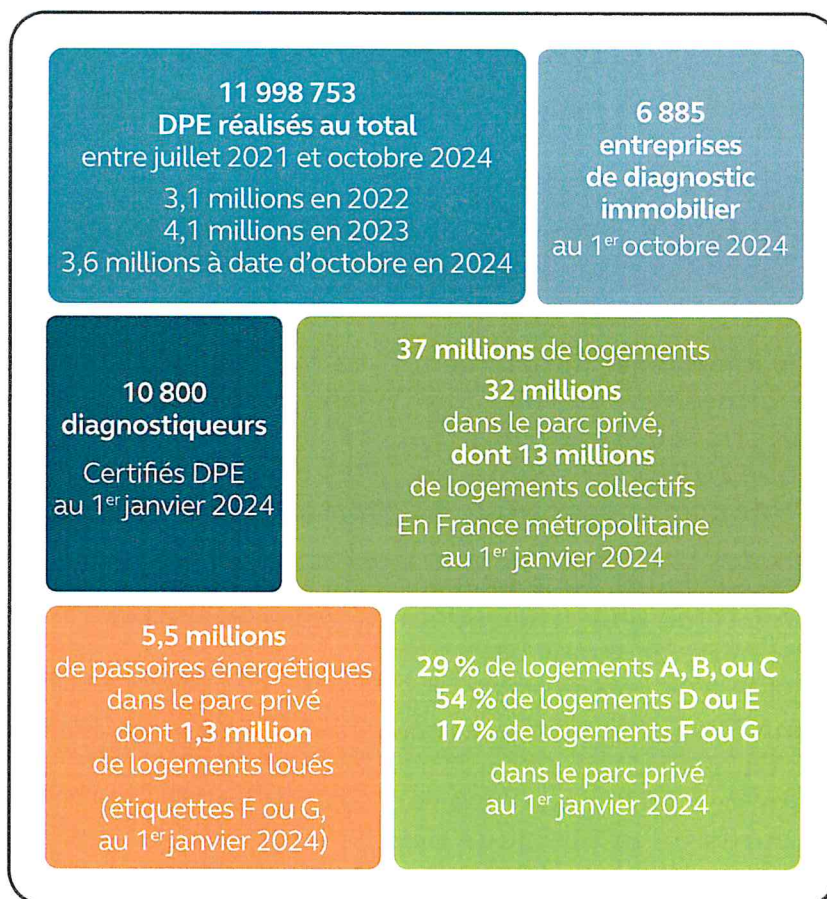 11 998 753
DPE réalisés au total
entre juillet 2021 et octobre 2024
3,1 millions en 2022
4,1 millions en 2023
3,6 millions à date d'octobre en 2024
6 885
entreprises
de diagnostic
immobilier
au 1er octobre 2024
10 800
diagnostiqueurs
Certifiés DPE
au 1er janvier 2024
37 millions de logements
32 millions
dans le parc privé,
dont 13 millions
de logements collectifs
En France métropolitaine
au 1er janvier 2024
5,5 millions
de passoires énergétiques
dans le parc privé
dont 1,3 million
de logements loués
(étiquettes F ou G,
au 1er janvier 2024)
29 % de logements A, B, ou C
54 % de logements D ou E
17 % de logements F ou G
dans le parc privé
au 1er janvier 2024